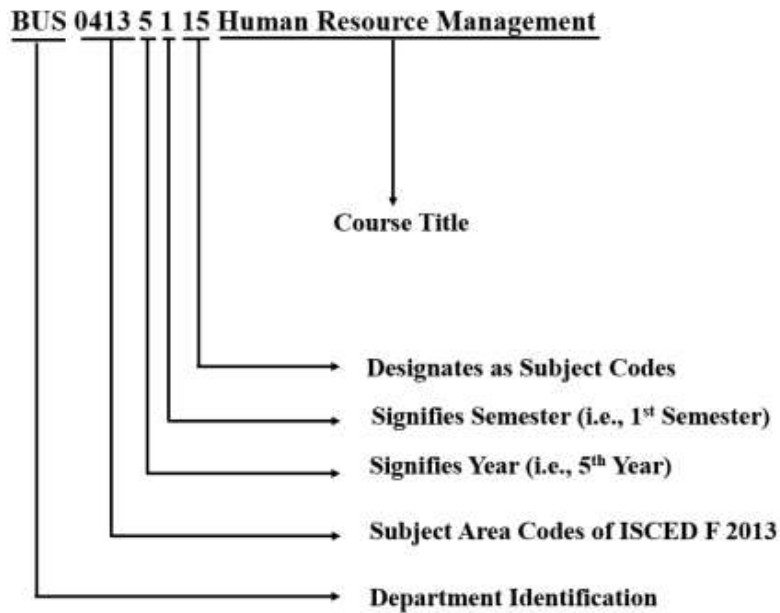 BUS 0413 5 1 15 Human Resource Management
Course Title
Designates as Subject Codes
Signifies Semester (i.e., 1st Semester)
Signifies Year (i.e., 5th Year)
Subject Area Codes of ISCED F 2013
Department Identification